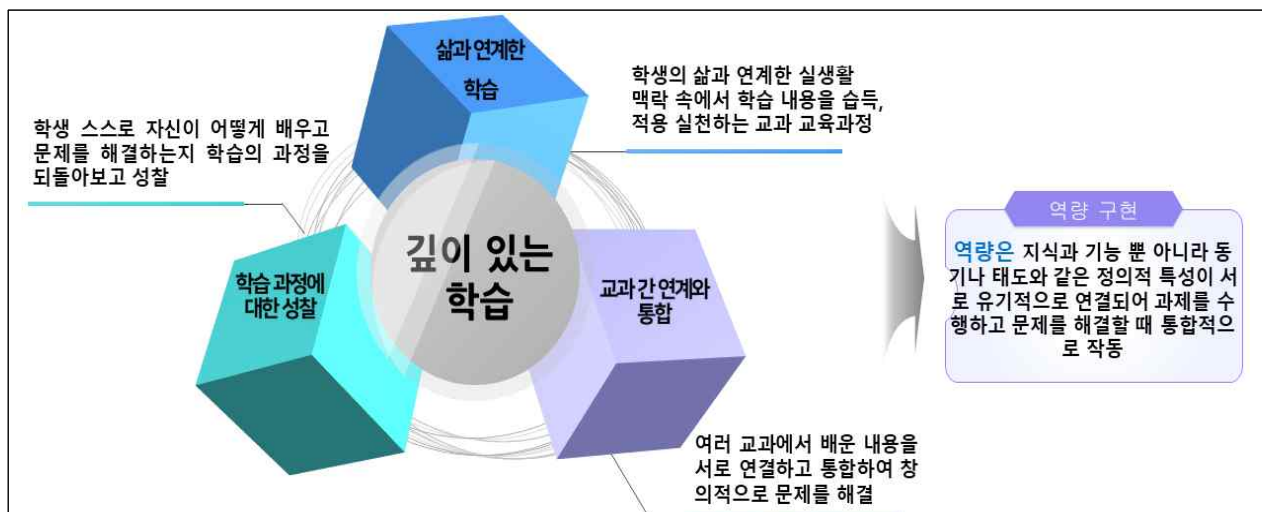 삶과 연계한
학습
학생의 삶과 연계한 실생활
맥락 속에서 학습 내용을 습득,
적용 실천하는 교과 교육과정
학생 스스로 자신이 어떻게 배우고
문제를 해결하는지 학습의 과정을
되돌아보고 성찰
깊이 있는
학습
학습 과정에
대한 성찰
교과 간 연계와
통합
여러 교과에서 배운 내용을
서로 연결하고 통합하여 창
의적으로 문제를 해결
역량 구현
역량은 지식과 기능 뿐 아니라 동
기나 태도와 같은 정의적 특성이 서
로 유기적으로 연결되어 과제를 수
행하고 문제를 해결할 때 통합적으
로 작동